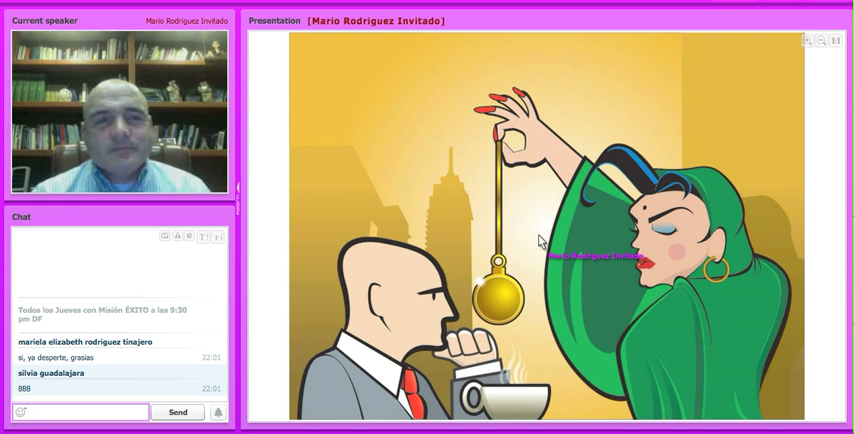 Current speaker
Mario Rodriguez Invitado
Presentation
[Mario Rodriguez Invitado]
Mario Rodriguez Invitado
Chat
Todos los Jueves con Misión ÉXITO a las 9:30
pm DF
mariela elizabeth rodriguez tinajero
si, ya desperte, grasias
22:01
silvia guadalajara
888
22:01
Send